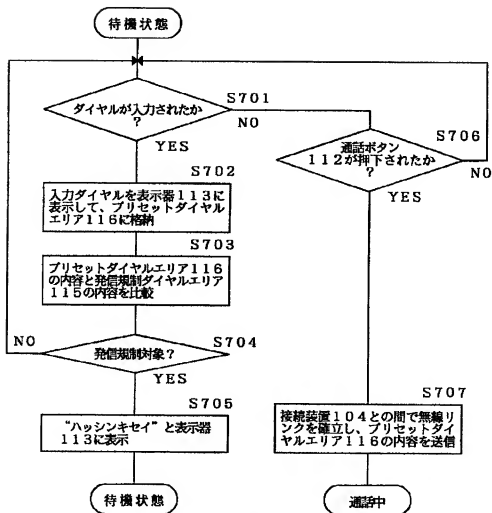 待機状態
S701
ダイヤルが入力されたか
?
NO
YES
S702
入力ダイヤルを表示器113に
表示して、プリセットダイヤル
エリア116に格納
S703
プリセットダイヤルエリア116
の内容と発信規制ダイヤルエリア
115の内容を比較
S704
発信規制対象?
NO
YES
S705
“ハッシンキセイ”と表示器
113に表示
待機状態
S706
通話ボタン
112が押下されたか
?
NO
YES
S707
接続装置104との間で無線リ
ンクを確立し、プリセットダイ
ヤルエリア116の内容を送信
通話中